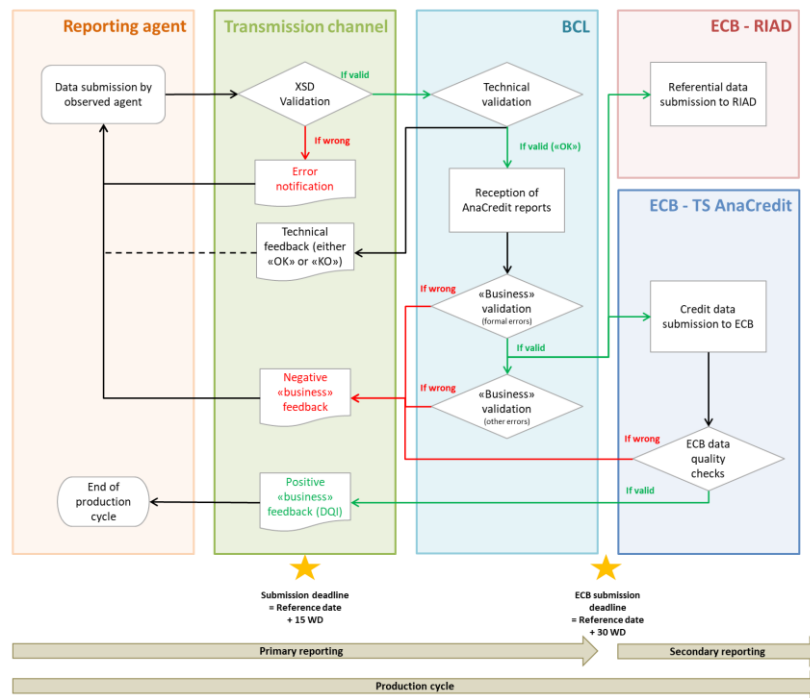 Reporting agent
Transmission channel
BCL
ECB - RIAD
Data submission by
observed agent
XSD
Validation
If valid
Technical
validation
Referential data
submission to RIAD
If wrong
If valid («OK»)
Error
notification
Reception of
AnaCredit reports
ECB - TS AnaCredit
Technical
feedback (either
«OK» or «KO»)
If wrong
«Business»
validation
(formal errors)
Credit data
submission to ECB
If valid
Negative
«business»
feedback
If wrong
«Business»
validation
(other errors)
If wrong
ECB data
quality
checks
End of
production
cycle
Positive
«business»
feedback (DQI)
If valid
Submission deadline
= Reference date
+ 15 WD
ECB submission
deadline
= Reference date
+ 30 WD
Primary reporting
Secondary reporting
Production cycle